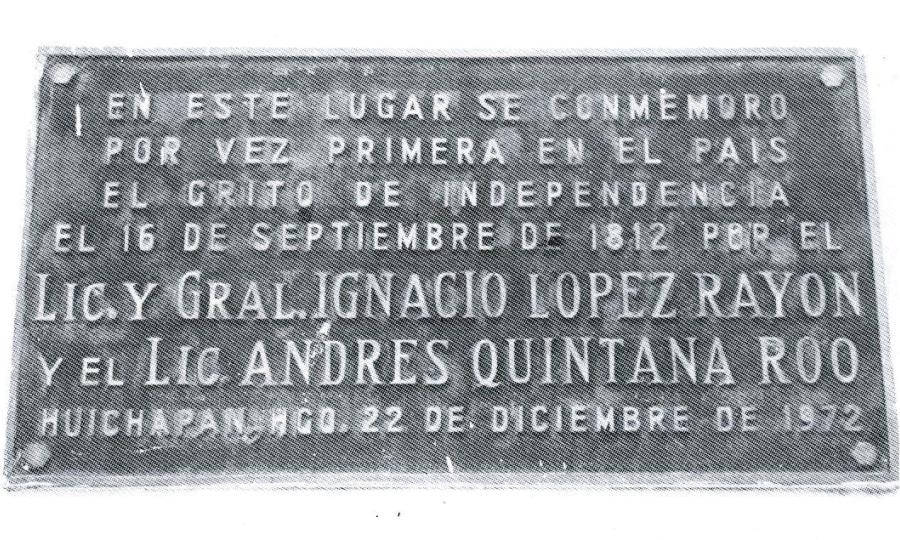 EN ESTE LUGAR SE CONMEMORO
POR VEZ PRIMERA EN EL PAIS
EL GRITO DE INDEPENDENCIA
EL 16 DE SEPTIEMBRE DE 1812 POR EL
LIC. Y GRAL. IGNACIO LOPEZ RAYON
Y EL LIC ANDRES QUINTANA ROO
HUICHAPAN. HGO. 22 DE DICIEMBRE DE 1972